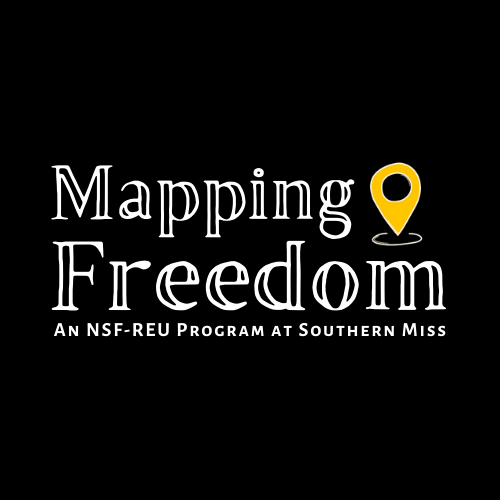 Mapping
Freedom
An NSF-REU Program at Southern Miss